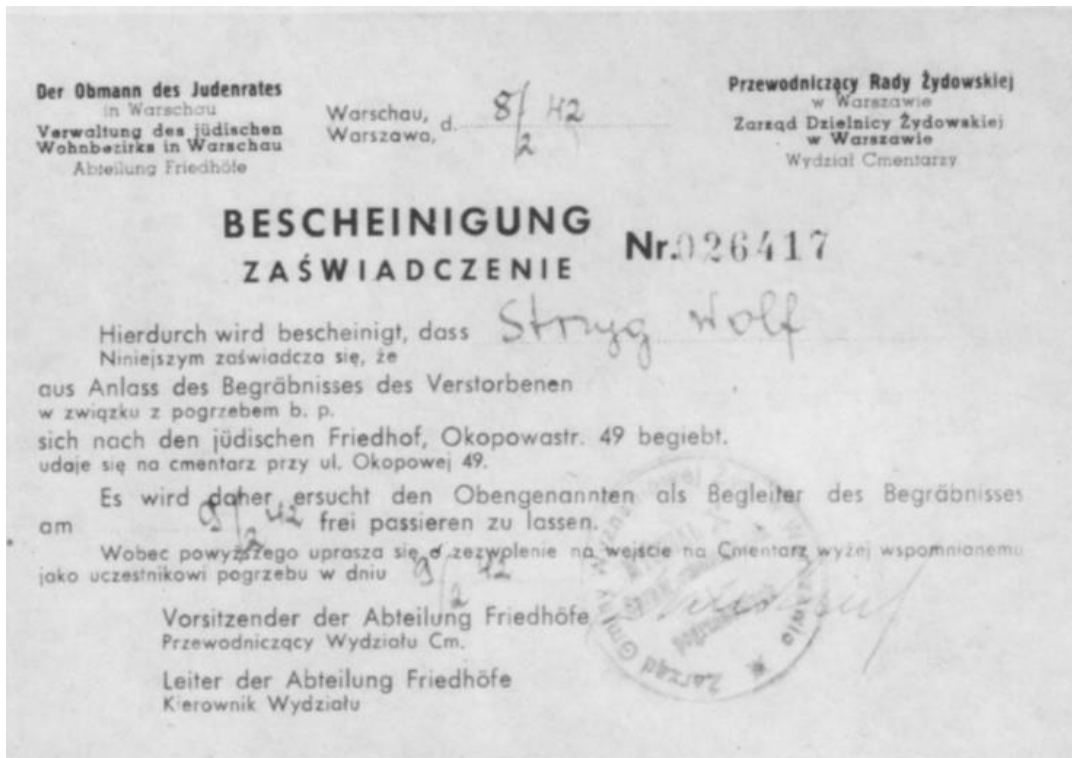 Der Obmann des Judenrates
in Warschau
Verwaltung des jüdischen
Wohnbezirks in Warschau
Abteilung Friedhöfe
Warschau,
Warszawa, d. 8/2 42
Przewodniczący Rady Żydowskiej
w Warszawie
Zarząd Dzielnicy Żydowskiej
w Warszawie
Wydział Cmentarzy
BESCHEINIGUNG
ZAŚWIADCZENIE
Nr. 026417
Hierdurch wird bescheinigt, dass Strzyg Wolf
Niniejszym zaświadcza się, że
aus Anlass des Begräbnisses des Verstorbenen
w związku z pogrzebem b. p.
sich nach den jüdischen Friedhof, Okopowastr. 49 begiebt.
udaje się na cmentarz przy ul. Okopowej 49.
Es wird daher ersucht den Obengenannten als Begleiter des Begräbnisses
am 9/2 42 frei passieren zu lassen.
Wobec powyższego uprasza się o zezwolenie na wejście na Cmentarz wyżej wspomnianemu
jako uczestnikowi pogrzebu w dniu 9/2 42
Vorsitzender der Abteilung Friedhöfe
Przewodniczący Wydziału Cm.
Leiter der Abteilung Friedhöfe
Kierownik Wydziału
Zarząd Gminy Wyznaniowej